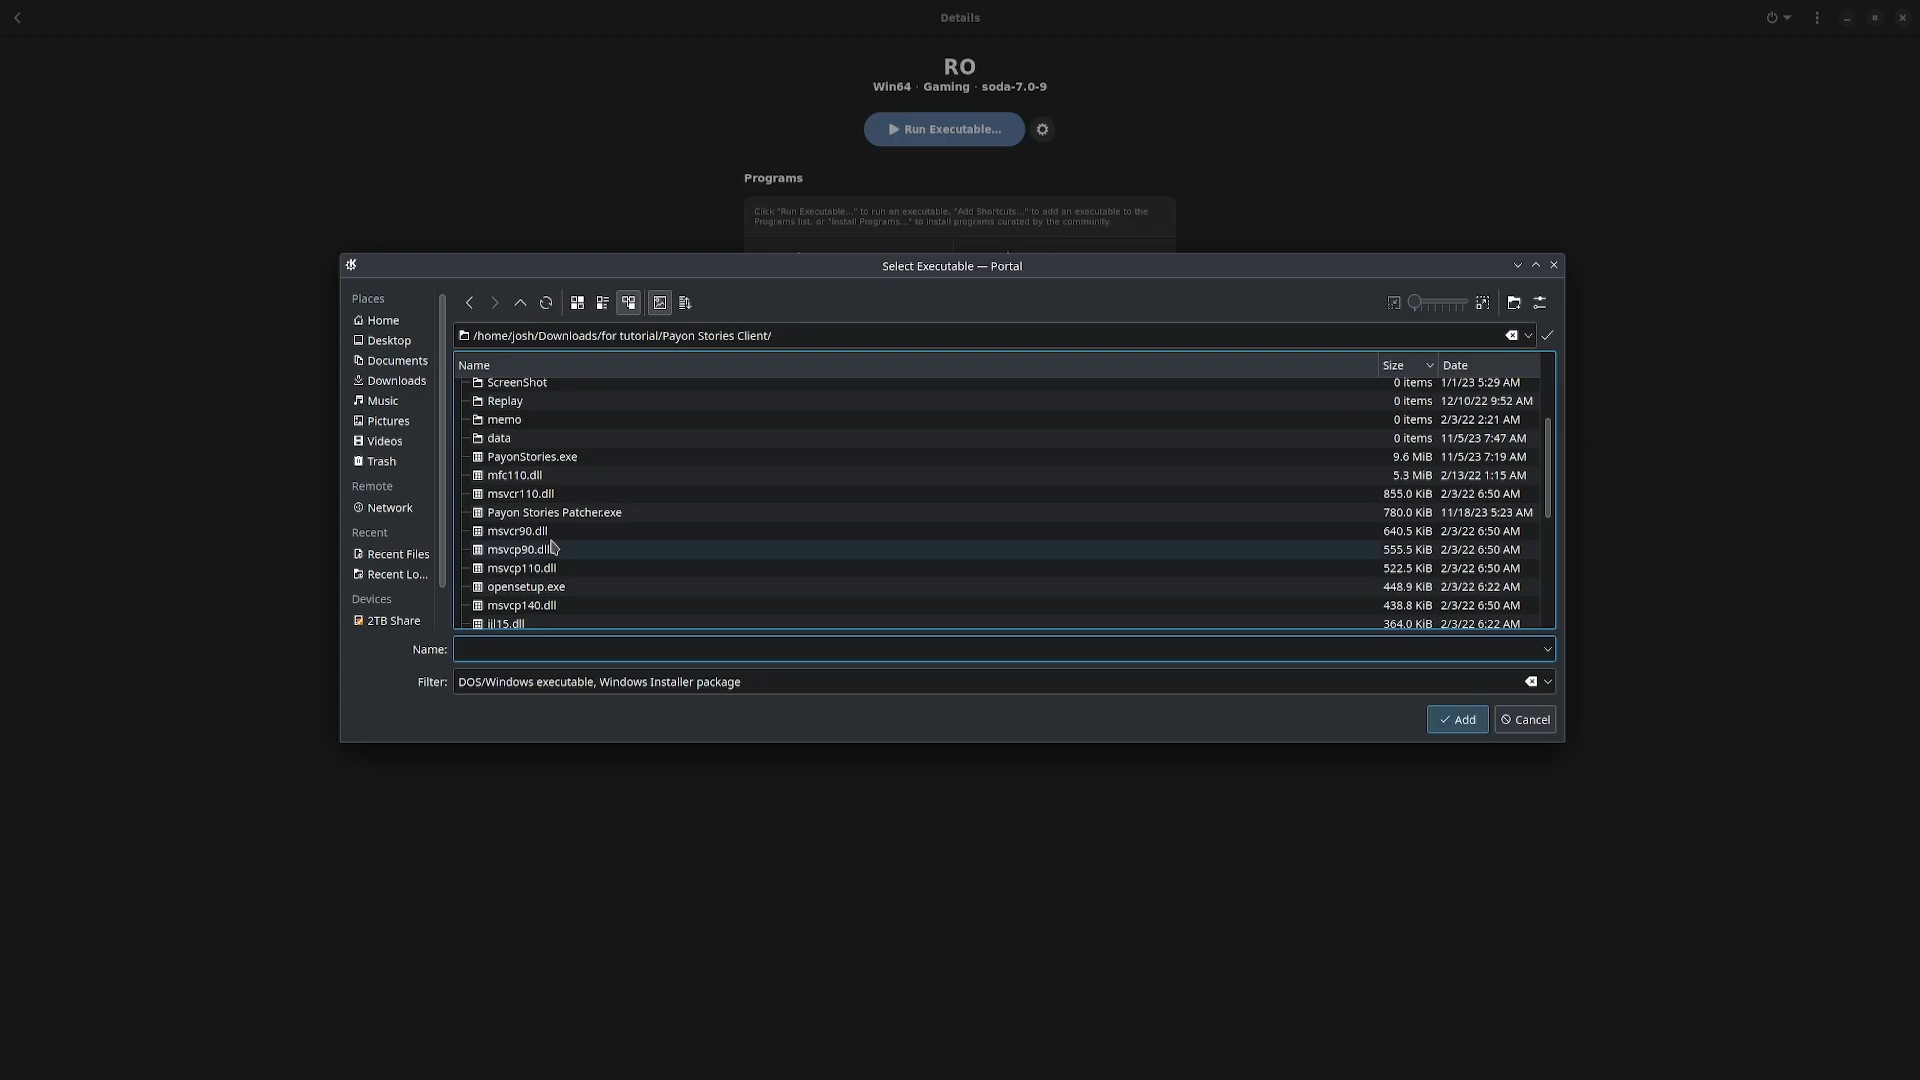 Details
RO
Win64 · Gaming · soda-7.0-9
Run Executable...
Programs
Click "Run Executable..." to run an executable, "Add Shortcuts..." to add an executable to the
Programs list, or "Install Programs..." to install programs curated by the community.
Select Executable — Portal
Places
Home
Desktop
Documents
Downloads
Music
Pictures
Videos
Trash
Remote
Network
Recent
Recent Files
Recent Lo...
Devices
2TB Share
/home/josh/Downloads/for tutorial/Payon Stories Client/
Name Size Date
ScreenShot 0 items 1/1/23 5:29 AM
Replay 0 items 12/10/22 9:52 AM
memo 0 items 2/3/22 2:21 AM
data 0 items 11/5/23 7:47 AM
PayonStories.exe 9.6 MiB 11/5/23 7:19 AM
mfc110.dll 5.3 MiB 2/13/22 1:15 AM
msvcr110.dll 855.0 KiB 2/3/22 6:50 AM
Payon Stories Patcher.exe 780.0 KiB 11/18/23 5:23 AM
msvcr90.dll 640.5 KiB 2/3/22 6:50 AM
msvcp90.dll 555.5 KiB 2/3/22 6:50 AM
msvcp110.dll 522.5 KiB 2/3/22 6:50 AM
opensetup.exe 448.9 KiB 2/3/22 6:22 AM
msvcp140.dll 438.8 KiB 2/3/22 6:50 AM
ijl15.dll 364.0 KiB 2/3/22 6:22 AM
Name:
Filter: DOS/Windows executable, Windows Installer package
Add
Cancel